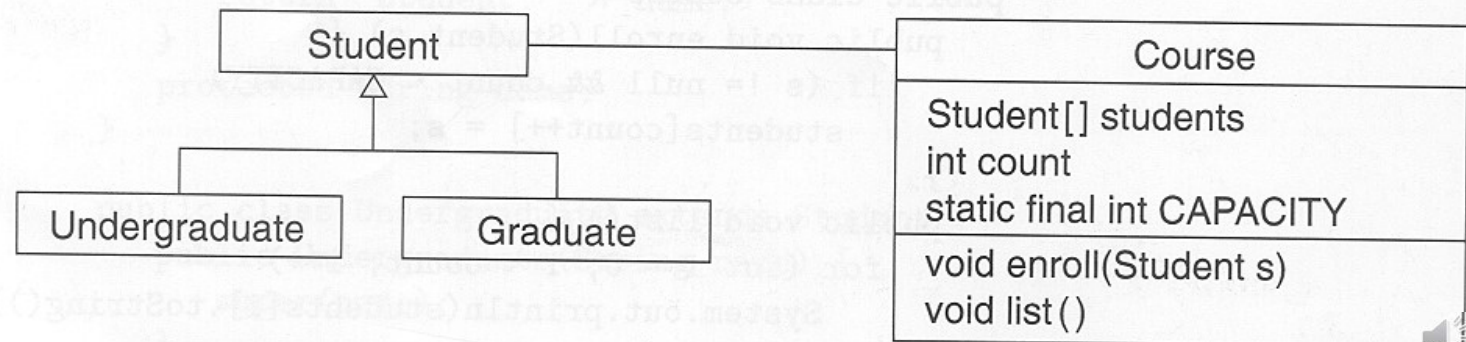 Student
Course
Student[] students
int count
static final int CAPACITY
Undergraduate
Graduate
void enroll(Student s)
void list()